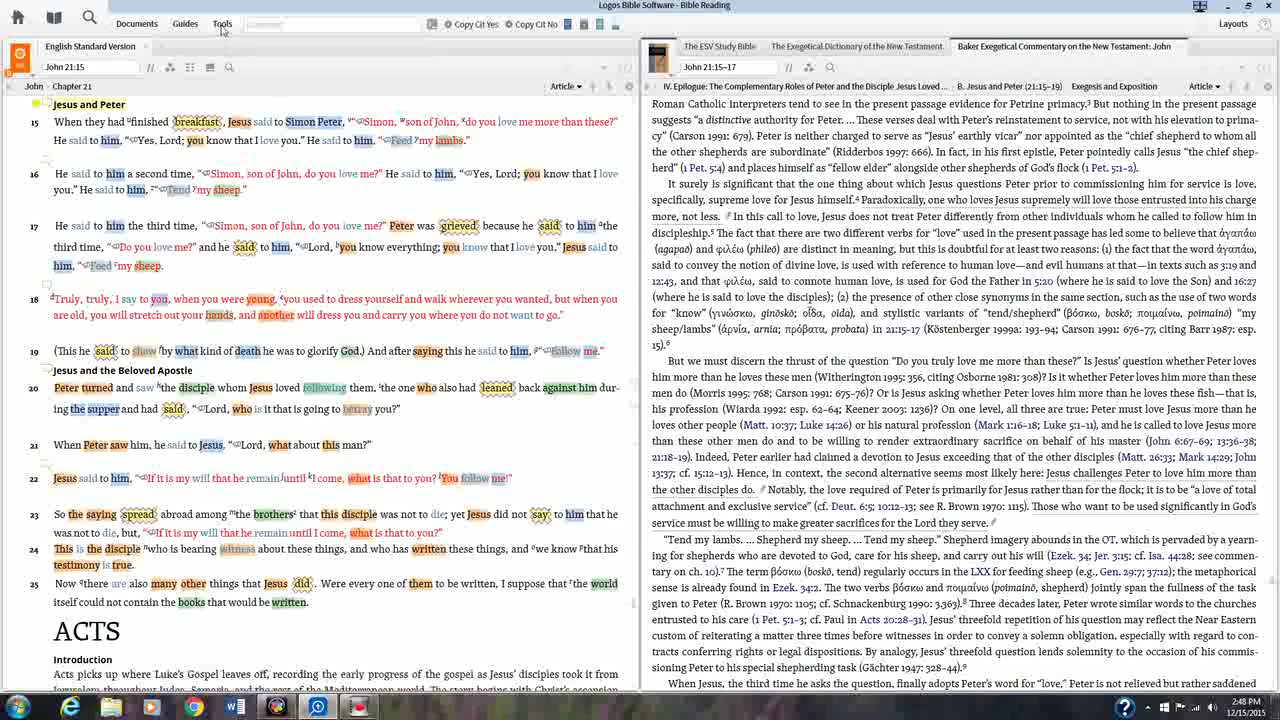 Logos Bible Software - Bible Reading
Documents Guides Tools
Copy Cit Yes Copy Cit No
Layouts
English Standard Version
John 21:15
John Chapter 21
Article
Jesus and Peter
15 When they had finished breakfast, Jesus said to Simon Peter, "Simon, son of John, do you love me more than these?"
He said to him, "Yes, Lord; you know that I love you." He said to him, "Feed my lambs."
16 He said to him a second time, "Simon, son of John, do you love me?" He said to him, "Yes, Lord; you know that I love
you." He said to him, "Tend my sheep."
17 He said to him the third time, "Simon, son of John, do you love me?" Peter was grieved because he said to him the
third time, "Do you love me?" and he said to him, "Lord, you know everything; you know that I love you." Jesus said to
him, "Feed my sheep.
18 Truly, truly, I say to you, when you were young, you used to dress yourself and walk wherever you wanted, but when you
are old, you will stretch out your hands, and another will dress you and carry you where you do not want to go."
19 (This he said to show by what kind of death he was to glorify God.) And after saying this he said to him, "Follow me."
Jesus and the Beloved Apostle
20 Peter turned and saw the disciple whom Jesus loved following them, the one who also had leaned back against him dur-
ing the supper and had said, "Lord, who is it that is going to betray you?"
21 When Peter saw him, he said to Jesus, "Lord, what about this man?"
22 Jesus said to him, "If it is my will that he remain until I come, what is that to you? You follow me!"
23 So the saying spread abroad among the brothers that this disciple was not to die; yet Jesus did not say to him that he
was not to die, but, "If it is my will that he remain until I come, what is that to you?"
24 This is the disciple who is bearing witness about these things, and who has written these things, and we know that his
testimony is true.
25 Now there are also many other things that Jesus did. Were every one of them to be written, I suppose that the world
itself could not contain the books that would be written.
ACTS
Introduction
Acts picks up where Luke's Gospel leaves off, recording the early progress of the gospel as Jesus' disciples took it from
Jerusalem throughout Judea, Samaria, and the rest of the Mediterranean world. The story begins with Christ's ascension
The ESV Study Bible The Exegetical Dictionary of the New Testament Baker Exegetical Commentary on the New Testament: John
John 21:15–17
IV. Epilogue: The Complementary Roles of Peter and the Disciple Jesus Loved ... B. Jesus and Peter (21:15–19) Exegesis and Exposition Article
Roman Catholic interpreters tend to see in the present passage evidence for Petrine primacy.3 But nothing in the present passage
suggests "a distinctive authority for Peter. ... These verses deal with Peter's reinstatement to service, not with his elevation to prima-
cy" (Carson 1991: 679). Peter is neither charged to serve as "Jesus' earthly vicar" nor appointed as the "chief shepherd to whom all
the other shepherds are subordinate" (Ridderbos 1997: 666). In fact, in his first epistle, Peter pointedly calls Jesus "the chief shep-
herd" (1 Pet. 5:4) and places himself as "fellow elder" alongside other shepherds of God's flock (1 Pet. 5:1–2).
It surely is significant that the one thing about which Jesus questions Peter prior to commissioning him for service is love,
specifically, supreme love for Jesus himself.4 Paradoxically, one who loves Jesus supremely will love those entrusted into his charge
more, not less. In this call to love, Jesus does not treat Peter differently from other individuals whom he called to follow him in
discipleship.5 The fact that there are two different verbs for "love" used in the present passage has led some to believe that ἀγαπάω
(agapaō) and φιλέω (phileō) are distinct in meaning, but this is doubtful for at least two reasons: (1) the fact that the word ἀγαπάω,
said to convey the notion of divine love, is used with reference to human love—and evil humans at that—in texts such as 3:19 and
12:43, and that φιλέω, said to connote human love, is used for God the Father in 5:20 (where he is said to love the Son) and 16:27
(where he is said to love the disciples); (2) the presence of other close synonyms in the same section, such as the use of two words
for "know" (γινώσκω, ginōskō; οἶδα, oida), and stylistic variants of "tend/shepherd" (βόσκω, boskō; ποιμαίνω, poimainō) "my
sheep/lambs" (ἀρνία, arnia; πρόβατα, probata) in 21:15–17 (Köstenberger 1999a: 193–94; Carson 1991: 676–77, citing Barr 1987: esp.
15).6
But we must discern the thrust of the question "Do you truly love me more than these?" Is Jesus' question whether Peter loves
him more than he loves these men (Witherington 1995: 356, citing Osborne 1981: 308)? Is it whether Peter loves him more than these
men do (Morris 1995: 768; Carson 1991: 675–76)? Or is Jesus asking whether Peter loves him more than he loves these fish—that is,
his profession (Wiarda 1992: esp. 62–64; Keener 2003: 1236)? On one level, all three are true: Peter must love Jesus more than he
loves other people (Matt. 10:37; Luke 14:26) or his natural profession (Mark 1:16–18; Luke 5:1–11), and he is called to love Jesus more
than these other men do and to be willing to render extraordinary sacrifice on behalf of his master (John 6:67–69; 13:36–38;
21:18–19). Indeed, Peter earlier had claimed a devotion to Jesus exceeding that of the other disciples (Matt. 26:33; Mark 14:29; John
13:37; cf. 15:12–13). Hence, in context, the second alternative seems most likely here: Jesus challenges Peter to love him more than
the other disciples do. Notably, the love required of Peter is primarily for Jesus rather than for the flock; it is to be "a love of total
attachment and exclusive service" (cf. Deut. 6:5; 10:12–13; see R. Brown 1970: 1115). Those who want to be used significantly in God's
service must be willing to make greater sacrifices for the Lord they serve.
"Tend my lambs. ... Shepherd my sheep. ... Tend my sheep." Shepherd imagery abounds in the OT, which is pervaded by a yearn-
ing for shepherds who are devoted to God, care for his sheep, and carry out his will (Ezek. 34; Jer. 3:15; cf. Isa. 44:28; see commen-
tary on ch. 10).7 The term βόσκω (boskō, tend) regularly occurs in the LXX for feeding sheep (e.g., Gen. 29:7; 37:12); the metaphorical
sense is already found in Ezek. 34:2. The two verbs βόσκω and ποιμαίνω (poimainō, shepherd) jointly span the fullness of the task
given to Peter (R. Brown 1970: 1105; cf. Schnackenburg 1990: 3.363).8 Three decades later, Peter wrote similar words to the churches
entrusted to his care (1 Pet. 5:1–3; cf. Paul in Acts 20:28–31). Jesus' threefold repetition of his question may reflect the Near Eastern
custom of reiterating a matter three times before witnesses in order to convey a solemn obligation, especially with regard to con-
tracts conferring rights or legal dispositions. By analogy, Jesus' threefold question lends solemnity to the occasion of his commis-
sioning Peter to his special shepherding task (Gächter 1947: 328–44).9
When Jesus, the third time he asks the question, finally adopts Peter's word for "love," Peter is not relieved but rather saddened
2:48 PM
12/15/2015